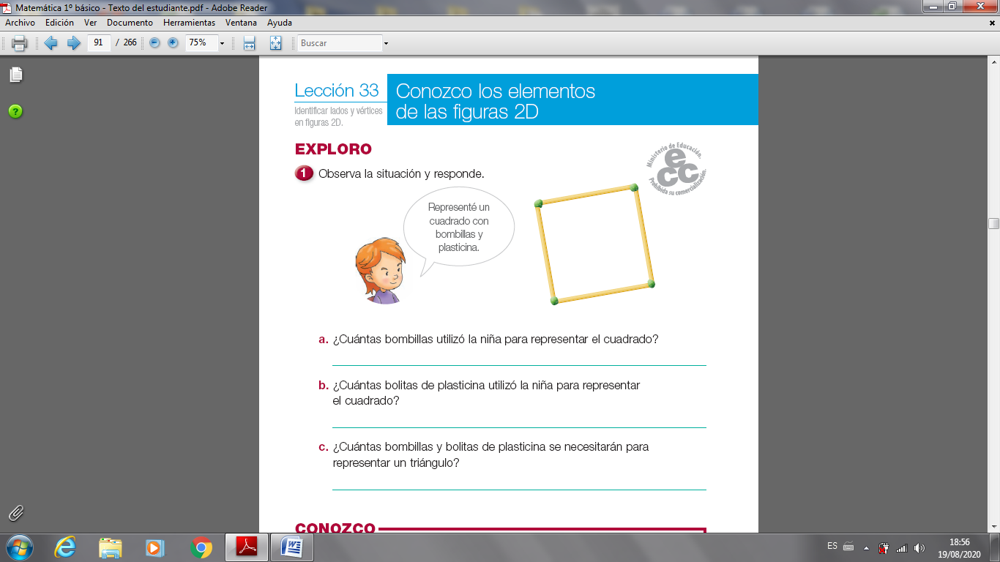 Matemática 1º básico - Texto del estudiante.pdf - Adobe Reader
Archivo Edición Ver Documento Herramientas Ventana Ayuda
91 / 266 75% Buscar
Lección 33
Identificar lados y vértices
en figuras 2D.
Conozco los elementos
de las figuras 2D
EXPLORO
Ministerio de Educación.
ecc
Prohibida su comercialización.
1 Observa la situación y responde.
Representé un
cuadrado con
bombillas y
plasticina.
a. ¿Cuántas bombillas utilizó la niña para representar el cuadrado?
b. ¿Cuántas bolitas de plasticina utilizó la niña para representar
el cuadrado?
c. ¿Cuántas bombillas y bolitas de plasticina se necesitarán para
representar un triángulo?
CONOZCO
ES
18:56
19/08/2020